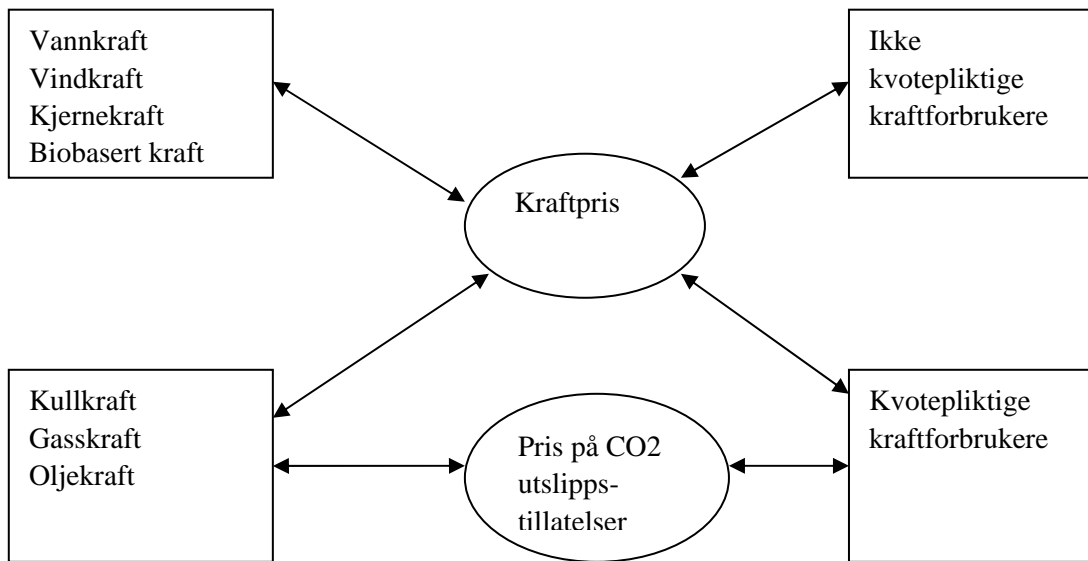 Vannkraft
Vindkraft
Kjernekraft
Biobasert kraft
Ikke
kvotepliktige
kraftforbrukere
Kraftpris
Kullkraft
Gasskraft
Oljekraft
Pris på CO2
utslipps-
tillatelser
Kvotepliktige
kraftforbrukere